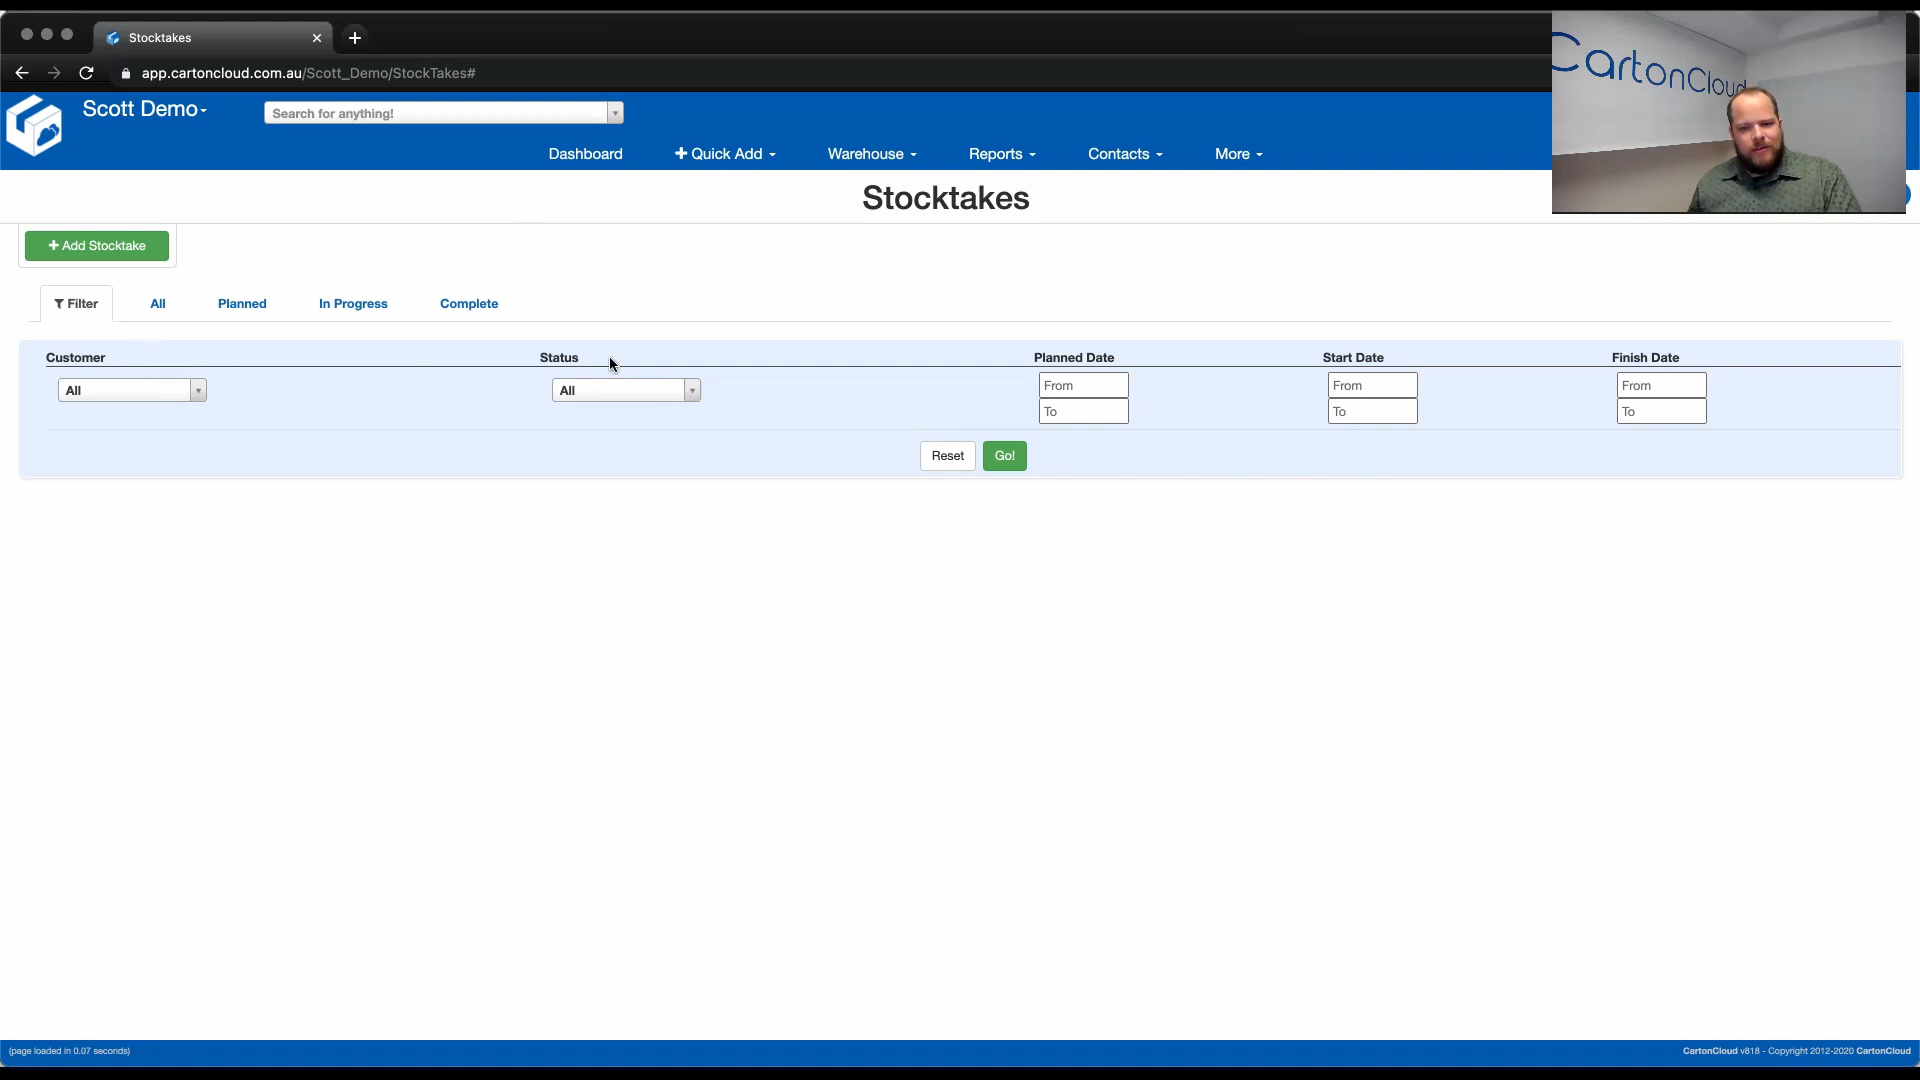 Stocktakes
app.cartoncloud.com.au/Scott_Demo/StockTakes#
Scott Demo
Search for anything!
Dashboard Quick Add Warehouse Reports Contacts More
CartonCloud
Stocktakes
Add Stocktake
Filter All Planned In Progress Complete
Customer Status Planned Date Start Date Finish Date
All All From From From
To To To
Reset Go!
(page loaded in 0.07 seconds) CartonCloud v818 - Copyright 2012-2020 CartonCloud